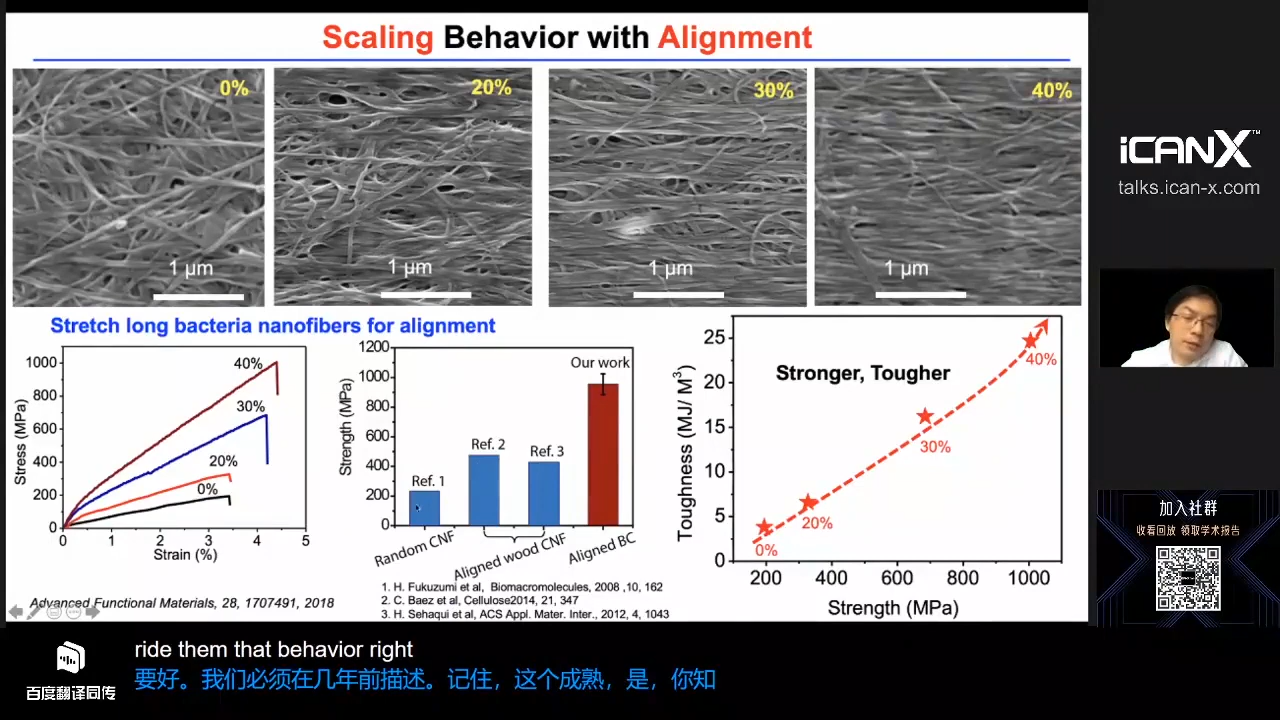 Scaling Behavior with Alignment
0%
20%
30%
40%
1 µm
1 µm
1 µm
1 µm
Stretch long bacteria nanofibers for alignment
Stress (MPa)
1000
800
600
400
200
0
40%
30%
20%
0%
0 1 2 3 4 5
Strain (%)
Strength (MPa)
1200
1000
800
600
400
200
0
Ref. 1
Ref. 2
Ref. 3
Our work
Random CNF
Aligned wood CNF
Aligned BC
1. H. Fukuzumi et al, Biomacromolecules, 2008 ,10, 162
2. C. Baez et al, Cellulose2014, 21, 347
3. H. Sehaqui et al, ACS Appl. Mater. Inter., 2012, 4, 1043
Toughness (MJ/ M³)
25
20
15
10
5
0
Stronger, Tougher
0%
20%
30%
40%
200 400 600 800 1000
Strength (MPa)
Advanced Functional Materials, 28, 1707491, 2018
iCANX™
talks.ican-x.com
加入社群
收看回放 领取学术报告
百度翻译同传
ride them that behavior right
要好。我们必须在几年前描述。记住，这个成熟，是，你知